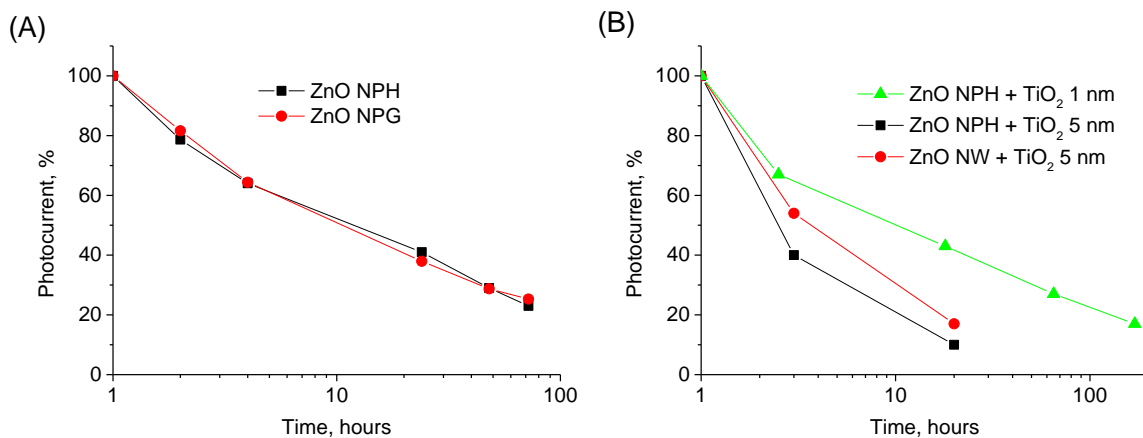 (A)
Photocurrent, %
100
80
60
40
20
0
1
10
100
Time, hours
ZnO NPH
ZnO NPG
(B)
Photocurrent, %
100
80
60
40
20
0
1
10
100
Time, hours
ZnO NPH + TiO₂ 1 nm
ZnO NPH + TiO₂ 5 nm
ZnO NW + TiO₂ 5 nm